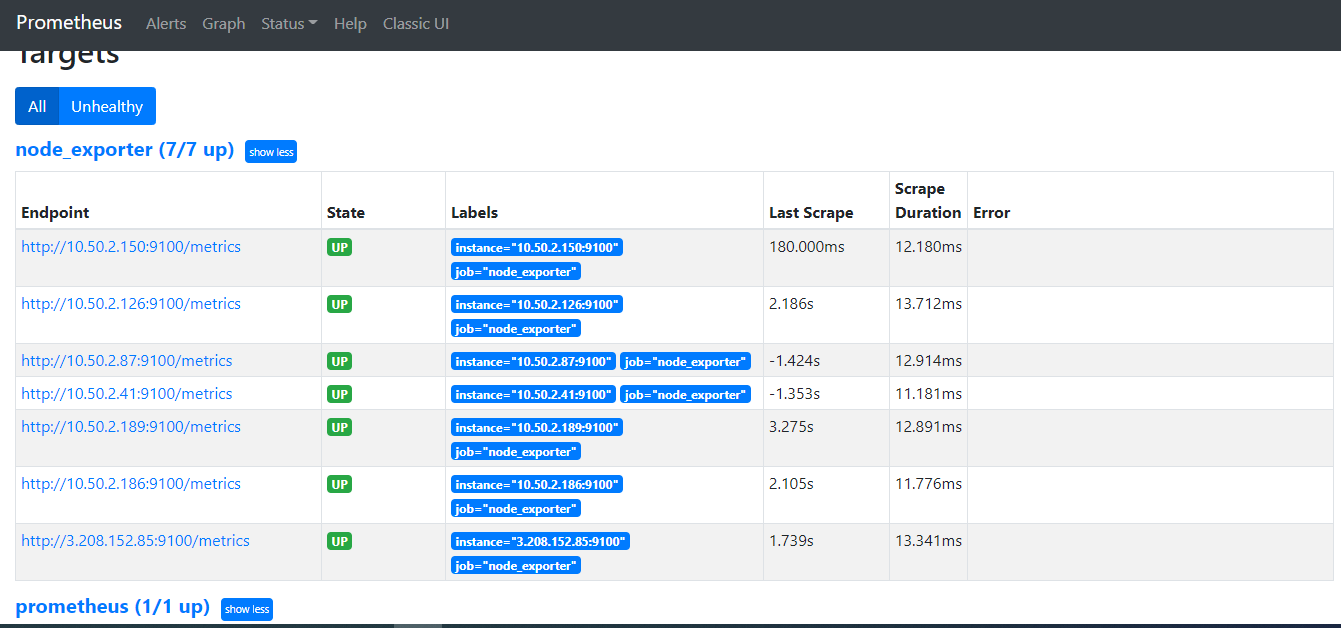 Prometheus Alerts Graph Status Help Classic UI
Targets
All Unhealthy
node_exporter (7/7 up) show less
Endpoint State Labels Last Scrape Scrape Duration Error
http://10.50.2.150:9100/metrics UP instance="10.50.2.150:9100" 180.000ms 12.180ms
job="node_exporter"
http://10.50.2.126:9100/metrics UP instance="10.50.2.126:9100" 2.186s 13.712ms
job="node_exporter"
http://10.50.2.87:9100/metrics UP instance="10.50.2.87:9100" job="node_exporter" -1.424s 12.914ms
http://10.50.2.41:9100/metrics UP instance="10.50.2.41:9100" job="node_exporter" -1.353s 11.181ms
http://10.50.2.189:9100/metrics UP instance="10.50.2.189:9100" 3.275s 12.891ms
job="node_exporter"
http://10.50.2.186:9100/metrics UP instance="10.50.2.186:9100" 2.105s 11.776ms
job="node_exporter"
http://3.208.152.85:9100/metrics UP instance="3.208.152.85:9100" 1.739s 13.341ms
job="node_exporter"
prometheus (1/1 up) show less